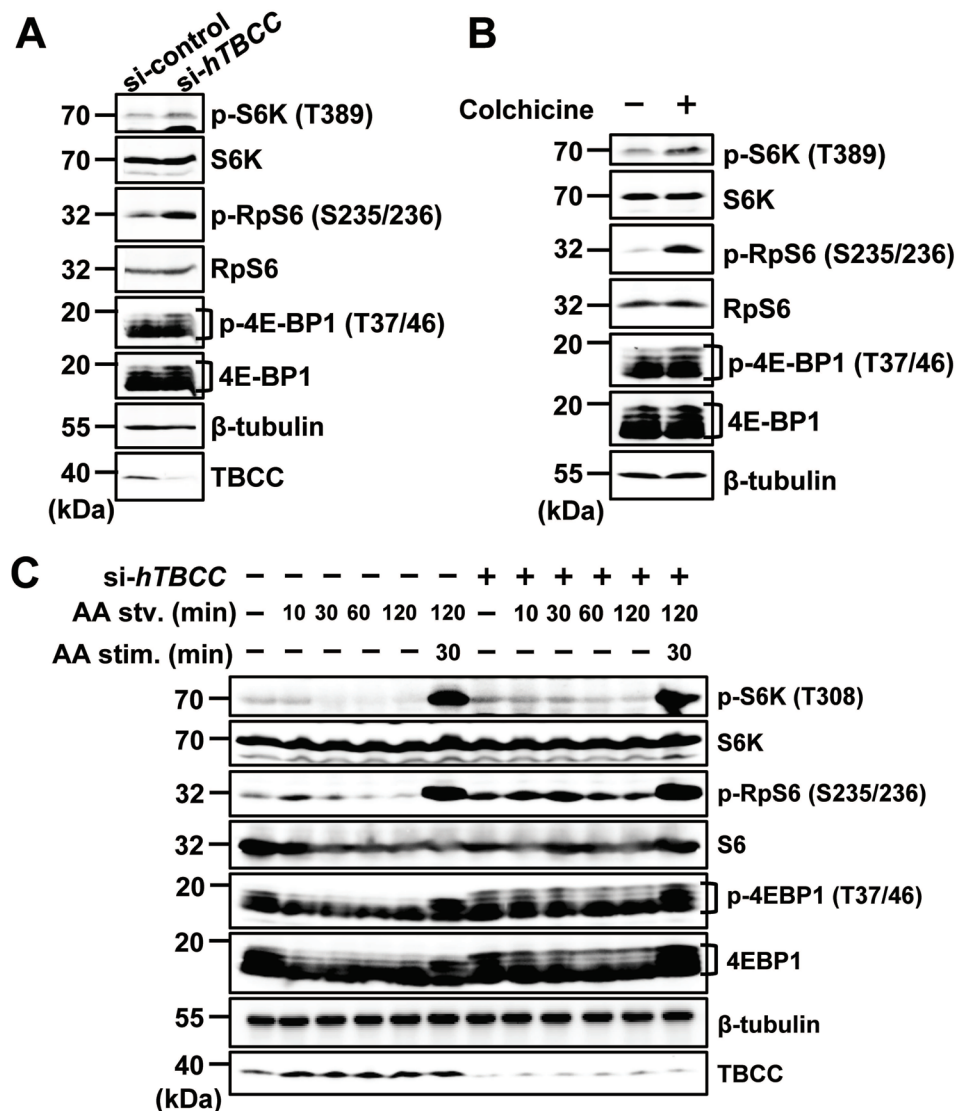 A
si-control
si-hTBCC
70 p-S6K (T389)
70 S6K
32 p-RpS6 (S235/236)
32 RpS6
20 p-4E-BP1 (T37/46)
20 4E-BP1
55 β-tubulin
40 TBCC
(kDa)
B
Colchicine − +
70 p-S6K (T389)
70 S6K
32 p-RpS6 (S235/236)
32 RpS6
20 p-4E-BP1 (T37/46)
20 4E-BP1
55 β-tubulin
(kDa)
C
si-hTBCC − − − − − − + + + + + +
AA stv. (min) − 10 30 60 120 120 − 10 30 60 120 120
AA stim. (min) − − − − − 30 − − − − − 30
70 p-S6K (T308)
70 S6K
32 p-RpS6 (S235/236)
32 S6
20 p-4EBP1 (T37/46)
20 4EBP1
55 β-tubulin
40 TBCC
(kDa)